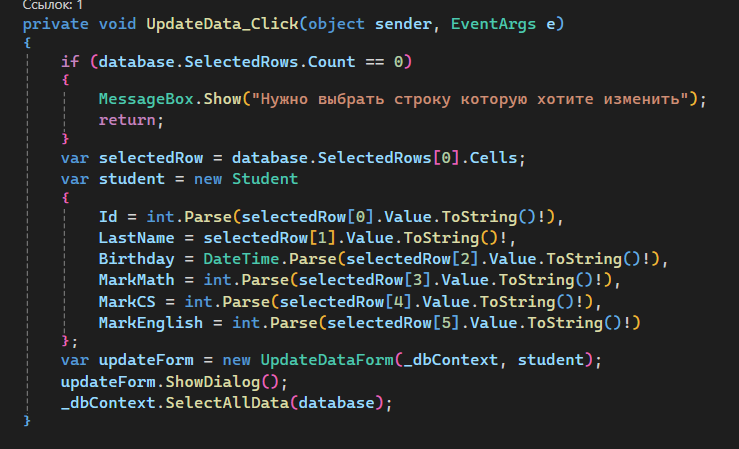 Ссылок: 1
private void UpdateData_Click(object sender, EventArgs e)
{
if (database.SelectedRows.Count == 0)
{
MessageBox.Show("Нужно выбрать строку которую хотите изменить");
return;
}
var selectedRow = database.SelectedRows[0].Cells;
var student = new Student
{
Id = int.Parse(selectedRow[0].Value.ToString()!),
LastName = selectedRow[1].Value.ToString()!,
Birthday = DateTime.Parse(selectedRow[2].Value.ToString()!),
MarkMath = int.Parse(selectedRow[3].Value.ToString()!),
MarkCS = int.Parse(selectedRow[4].Value.ToString()!),
MarkEnglish = int.Parse(selectedRow[5].Value.ToString()!)
};
var updateForm = new UpdateDataForm(_dbContext, student);
updateForm.ShowDialog();
_dbContext.SelectAllData(database);
}